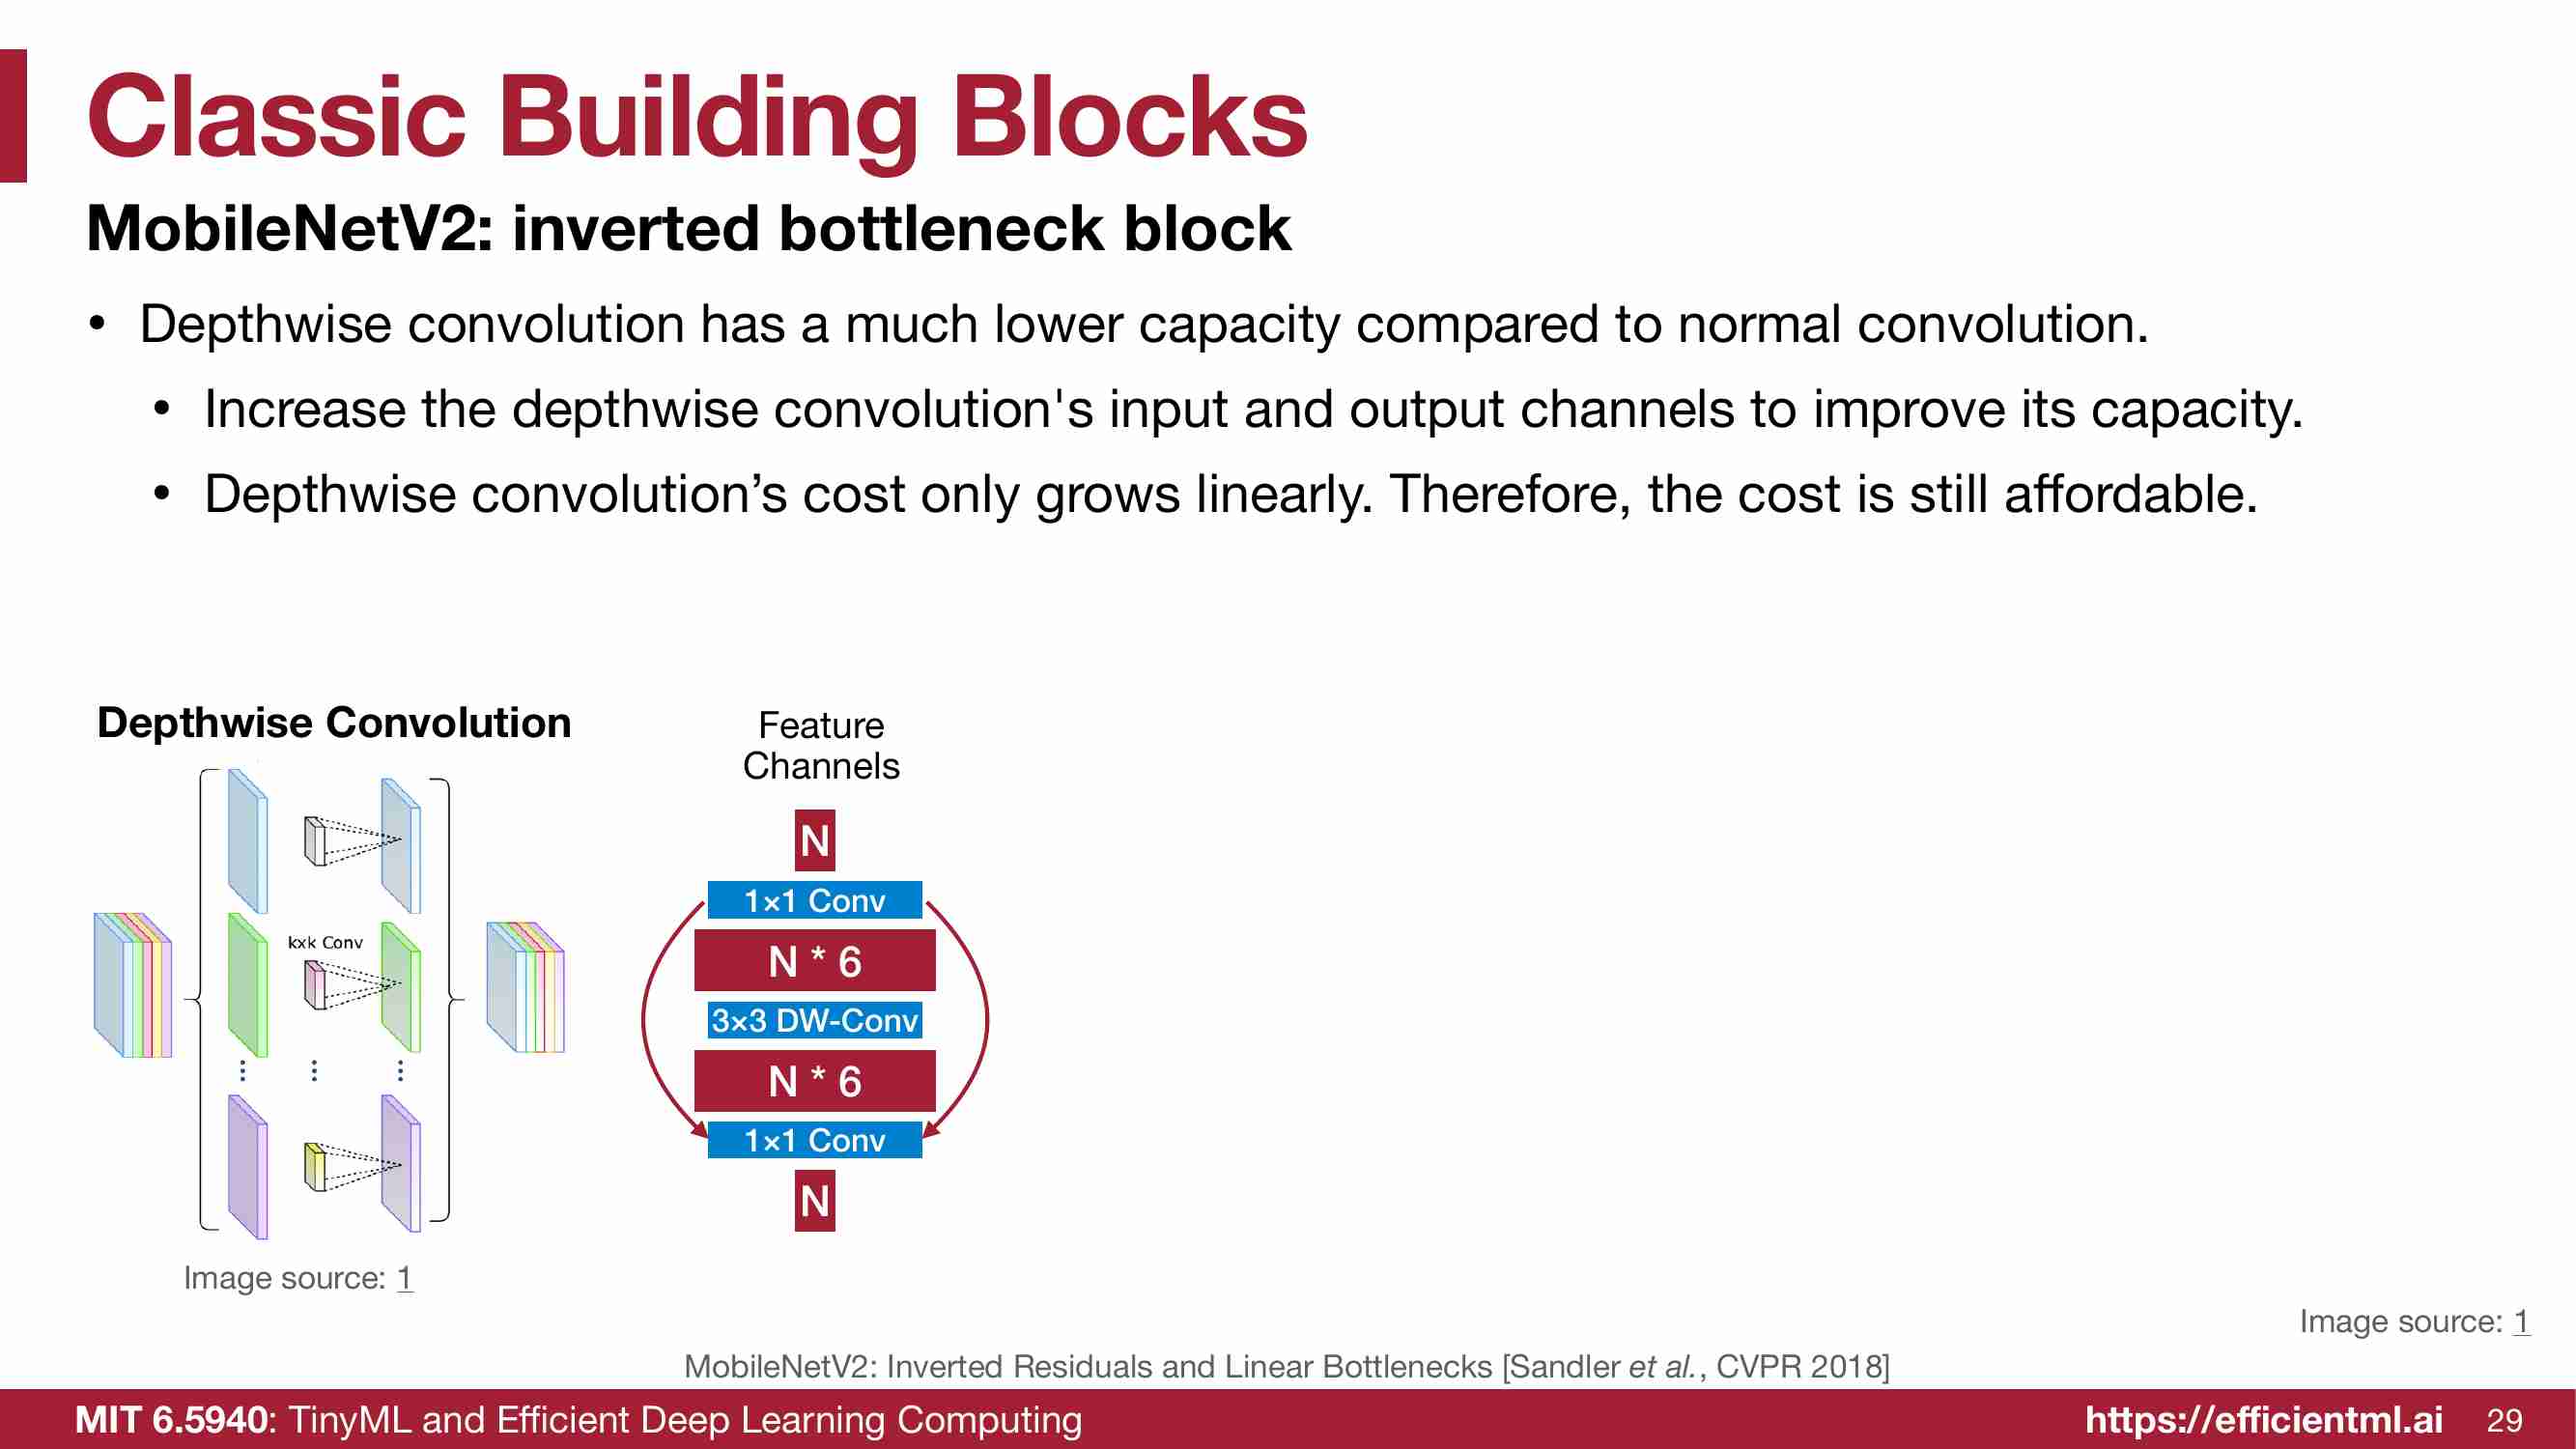 Classic Building Blocks
MobileNetV2: inverted bottleneck block
• Depthwise convolution has a much lower capacity compared to normal convolution.
• Increase the depthwise convolution's input and output channels to improve its capacity.
• Depthwise convolution’s cost only grows linearly. Therefore, the cost is still affordable.
Depthwise Convolution
kxk Conv
Image source: 1
Feature
Channels
N
1×1 Conv
N * 6
3×3 DW-Conv
N * 6
1×1 Conv
N
Image source: 1
MobileNetV2: Inverted Residuals and Linear Bottlenecks [Sandler et al., CVPR 2018]
MIT 6.5940: TinyML and Efficient Deep Learning Computing
https://efficientml.ai
29